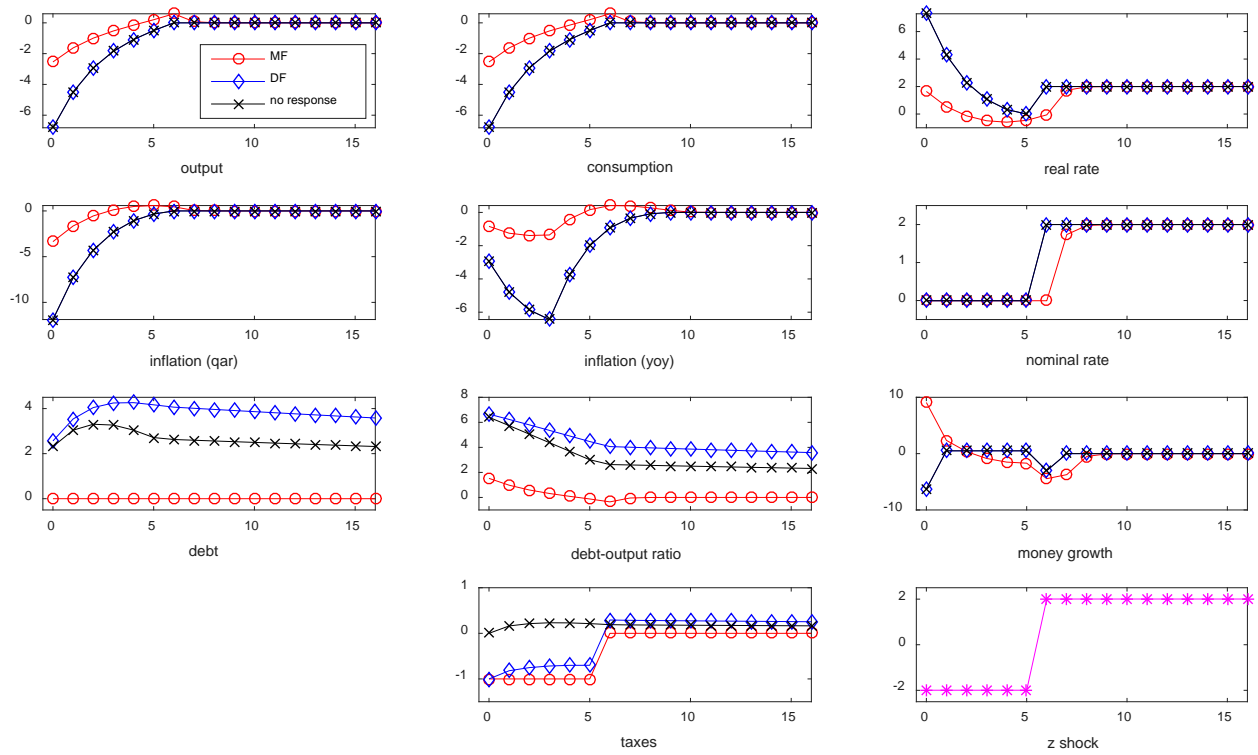 0
-2
-4
-6
MF
DF
no response
0 5 10 15
output
0
-2
-4
-6
0 5 10 15
consumption
6
4
2
0
0 5 10 15
real rate
0
-5
-10
0 5 10 15
inflation (qar)
0
-2
-4
-6
0 5 10 15
inflation (yoy)
2
1
0
0 5 10 15
nominal rate
4
2
0
0 5 10 15
debt
8
6
4
2
0
0 5 10 15
debt-output ratio
10
0
-10
0 5 10 15
money growth
1
0
-1
0 5 10 15
taxes
2
0
-2
0 5 10 15
z shock